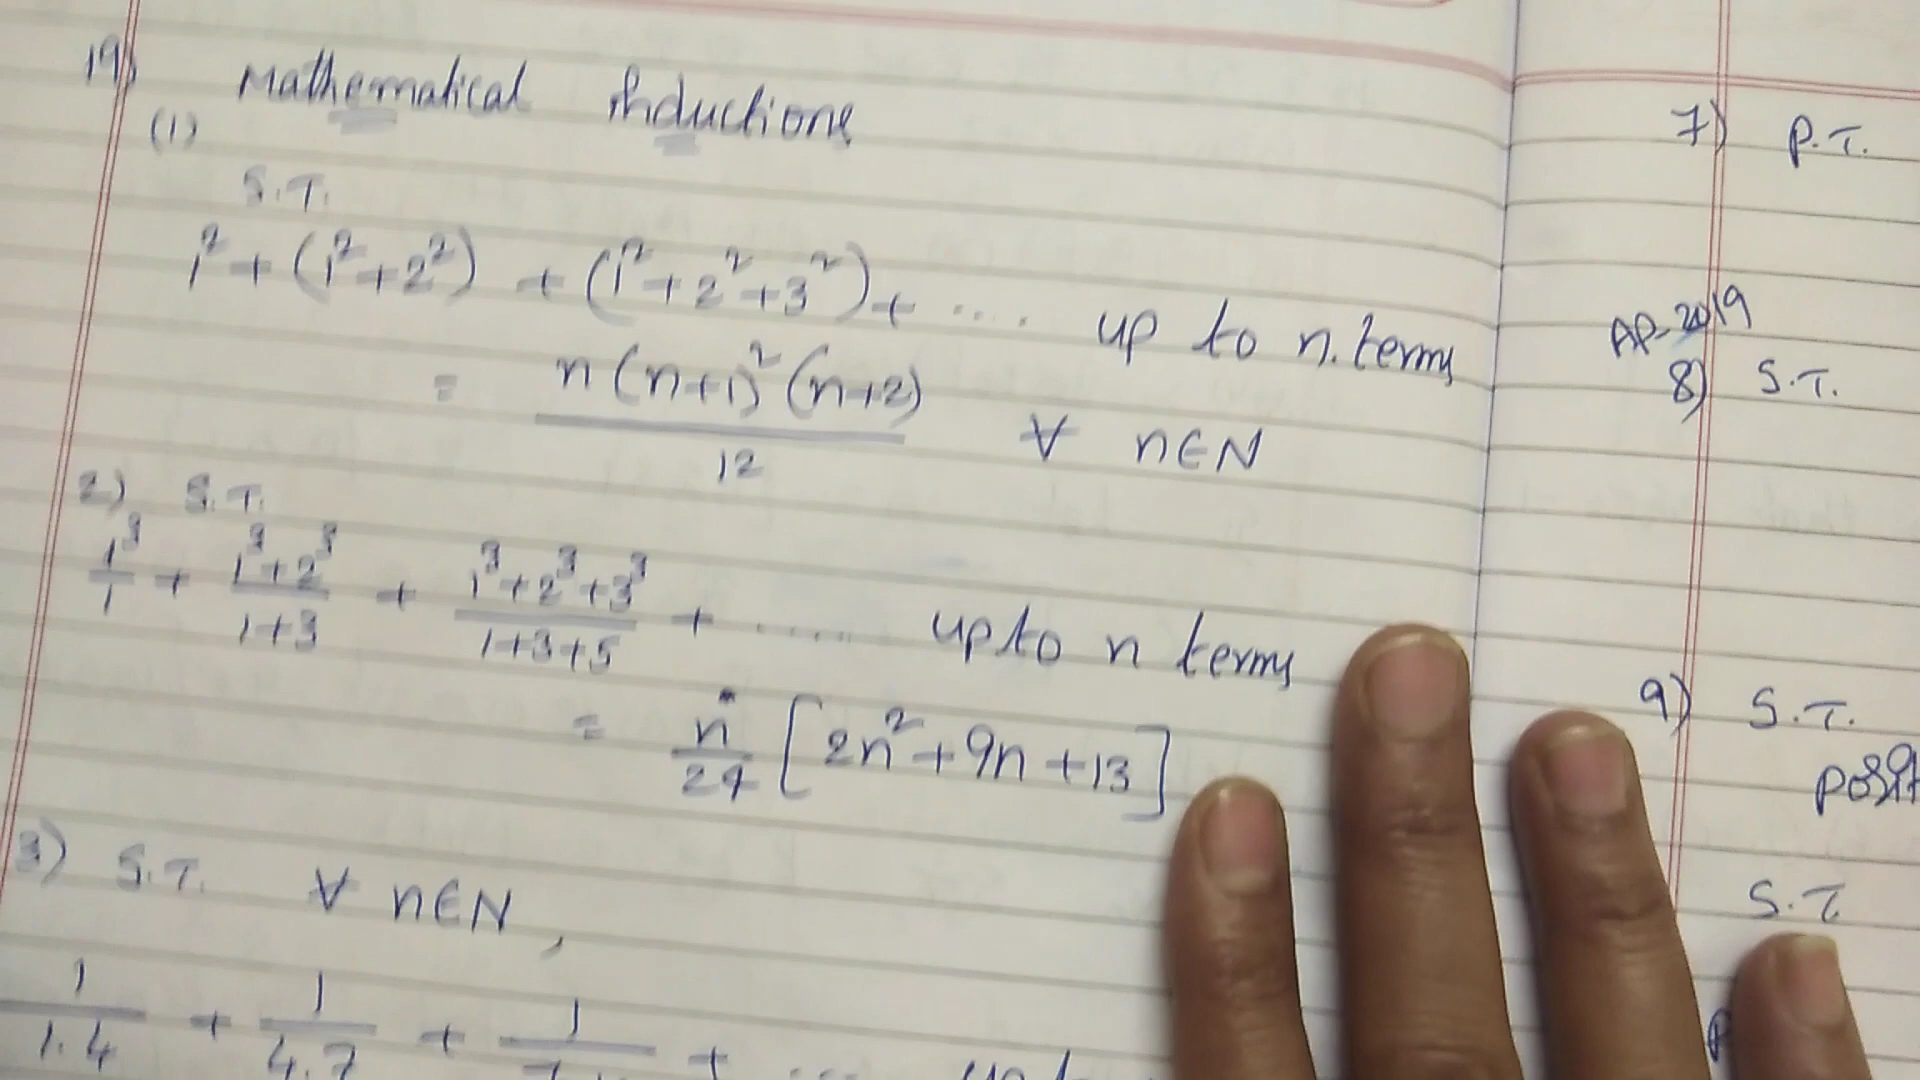 19) Mathematical inductions
(1)
S.T.
1² + (1²+2²) + (1²+2²+3²) + .... up to n. terms
= n(n+1)²(n+2) / 12 ∀ n∈N
2) S.T.
1³/1 + 1³+2³/1+3 + 1³+2³+3³/1+3+5 + ..... upto n terms
= n/24 [2n²+9n+13]
3) S.T. ∀ n∈N,
1/1.4 + 1/4.7 + 1/ + ...
7) P.T.
AP-2019
8) S.T.
9) S.T.
S.T